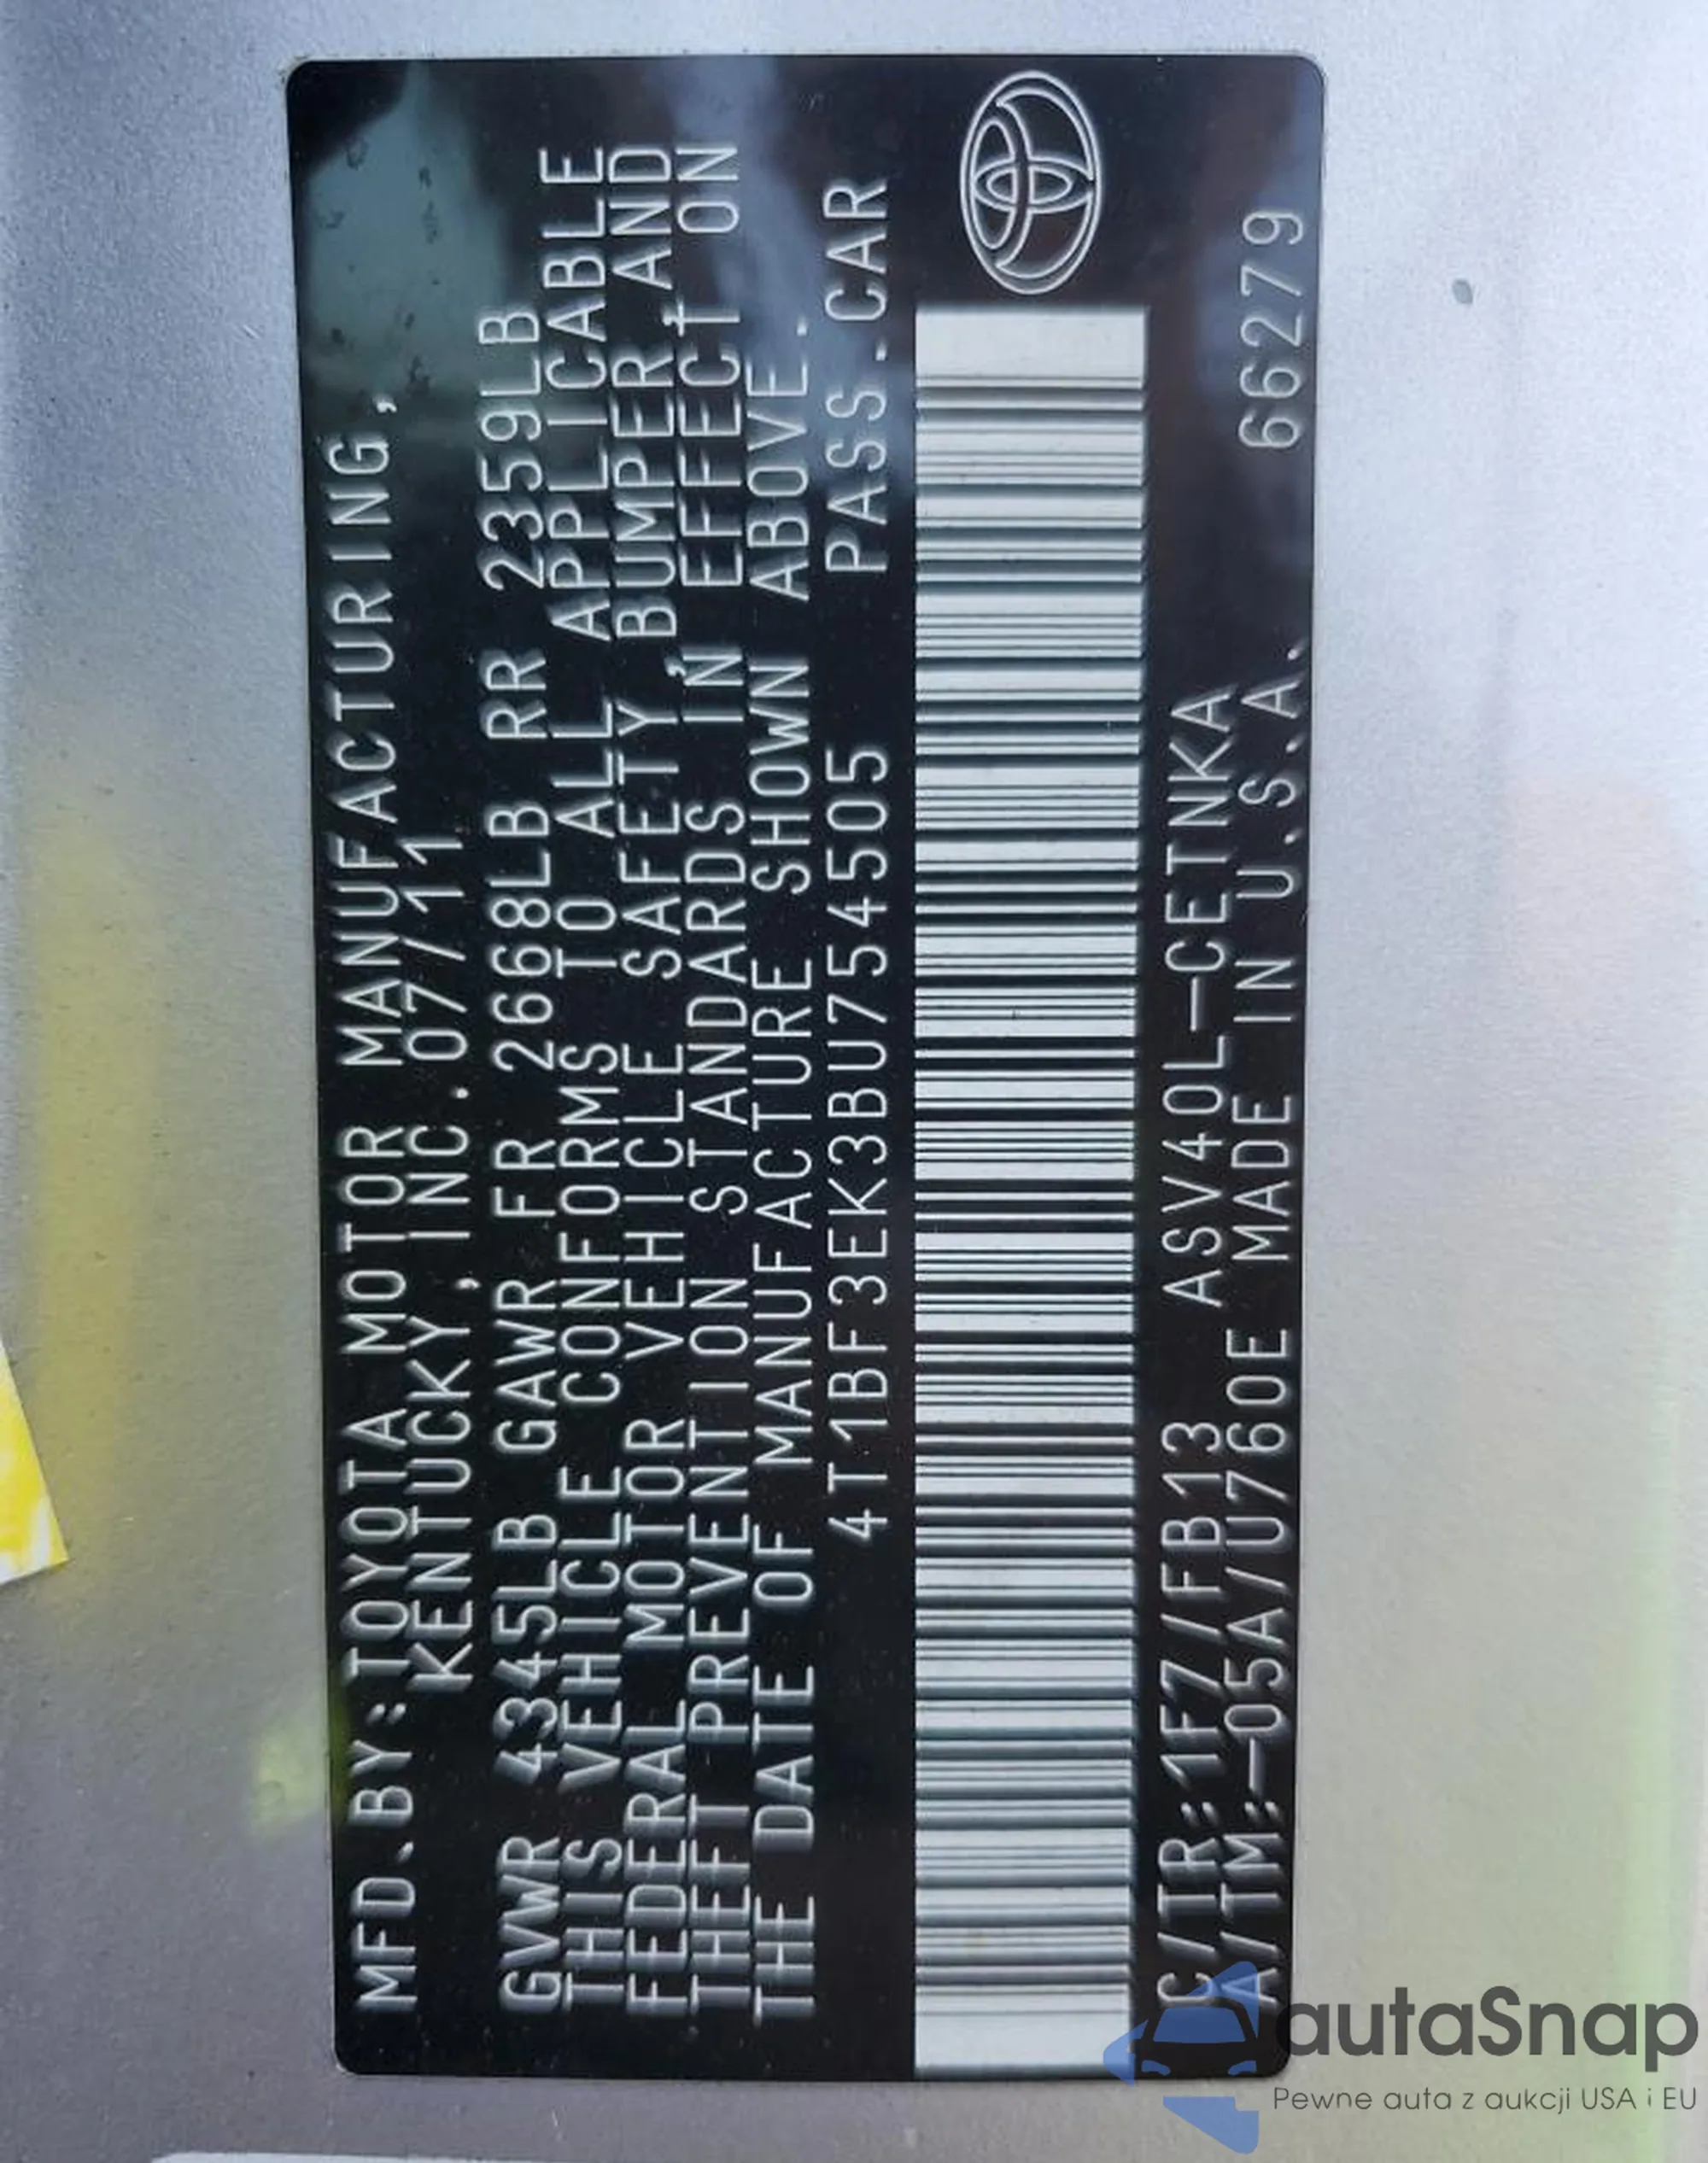 MFD.BY:TOYOTA MOTOR MANUFACTURING,
KENTUCKY, INC. 07/11
GVWR 4345LB GAWR FR 2668LB RR 2359LB
THIS VEHICLE CONFORMS TO ALL APPLICABLE
FEDERAL MOTOR VEHICLE SAFETY, BUMPER, AND
THEFT PREVENTION STANDARDS IN EFFECT ON
THE DATE OF MANUFACTURE SHOWN ABOVE.
4T1BF3EK3BU754505 PASS.CAR
C/TR:1F7/FB13 ASV40L-CETNKA
A/TM:-05A/U760E MADE IN U.S.A. 66279
autaSnap
Pewne auta z aukcji USA i EU